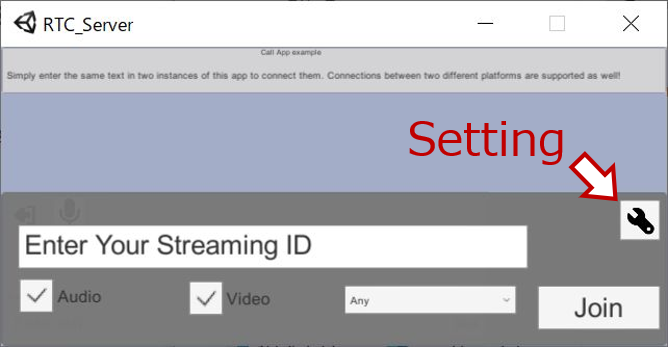 RTC_Server
Call App example
Simply enter the same text in two instances of this app to connect them. Connections between two different platforms are supported as well!
Setting
Enter Your Streaming ID
Audio
Video
Any
Join